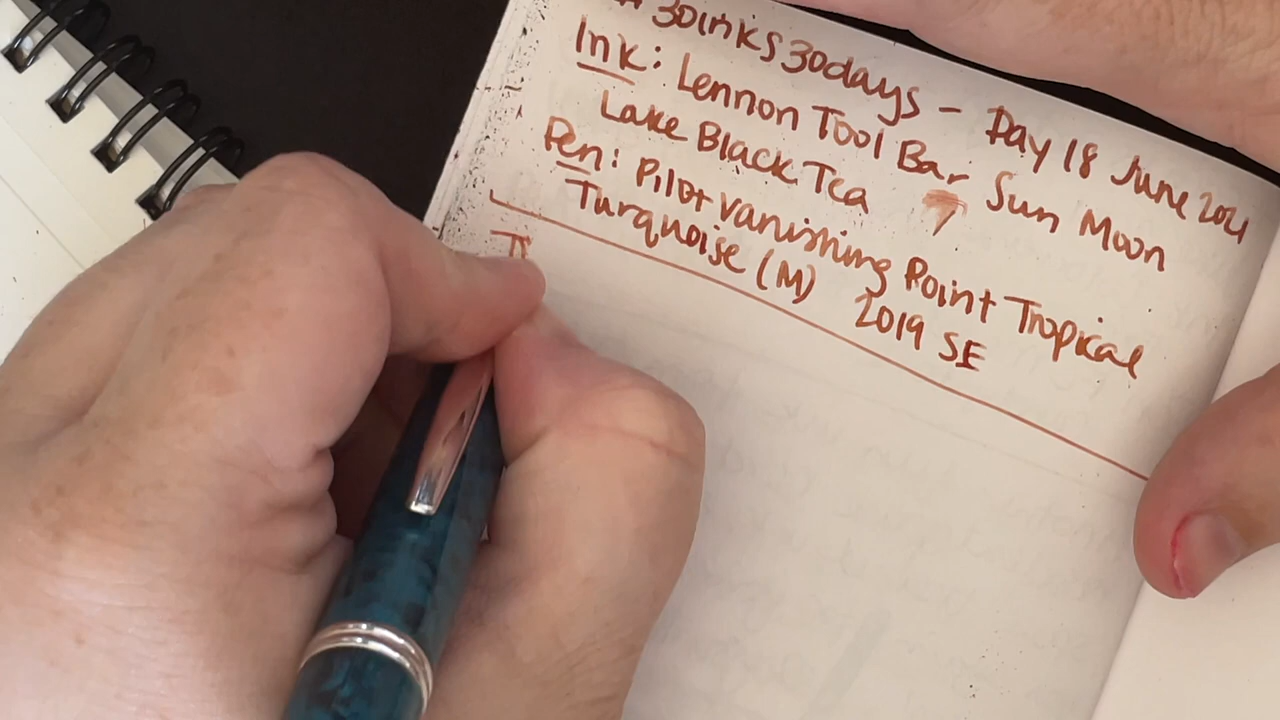 #30inks30days - Day 18 June 2021
Ink: Lennon Tool Bar Sun Moon
Lake Black Tea
Pen: Pilot Vanishing Point Tropical
Turquoise (M) 2019 SE